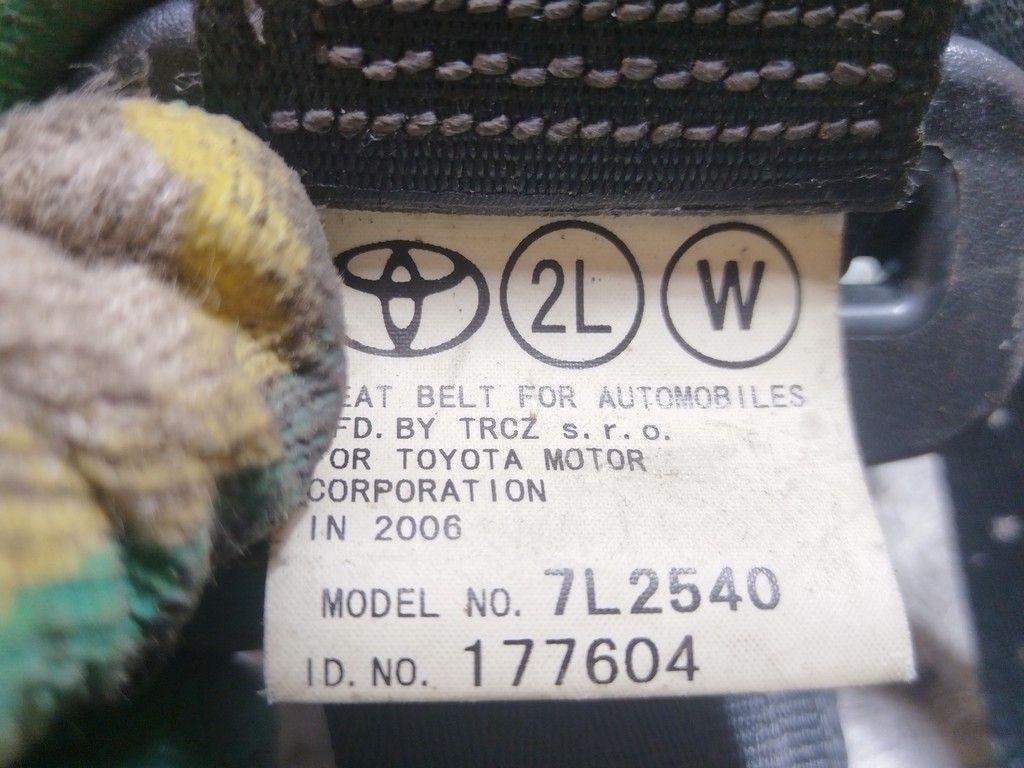 2L W
EAT BELT FOR AUTOMOBILES
FD. BY TRCZ s.r.o.
OR TOYOTA MOTOR
CORPORATION
IN 2006
MODEL NO. 7L2540
ID. NO. 177604